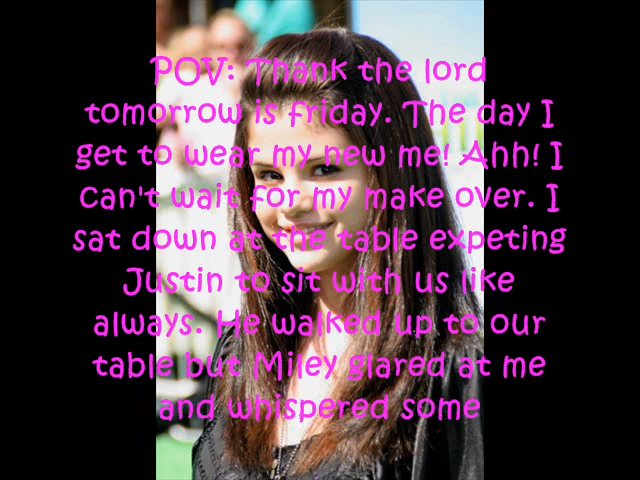 POV: Thank the lord
tomorrow is friday. The day I
get to wear my new me! Ahh! I
can't wait for my make over. I
sat down at the table expeting
Justin to sit with us like
always. He walked up to our
table but Miley glared at me
and whispered some